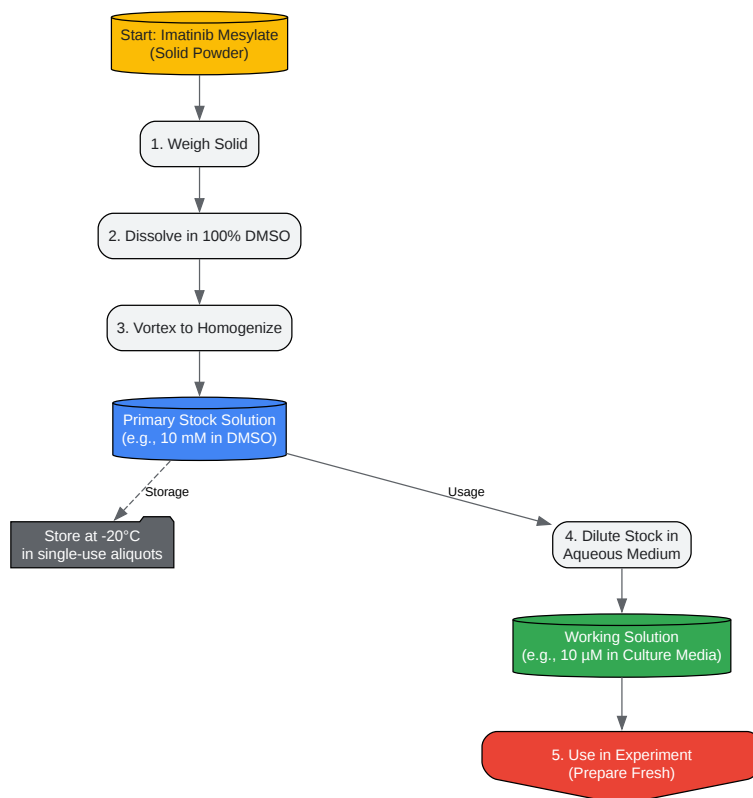 Start: Imatinib Mesylate
(Solid Powder)
1. Weigh Solid
2. Dissolve in 100% DMSO
3. Vortex to Homogenize
Primary Stock Solution
(e.g., 10 mM in DMSO)
Storage
Usage
Store at -20°C
in single-use aliquots
4. Dilute Stock in
Aqueous Medium
Working Solution
(e.g., 10 µM in Culture Media)
5. Use in Experiment
(Prepare Fresh)